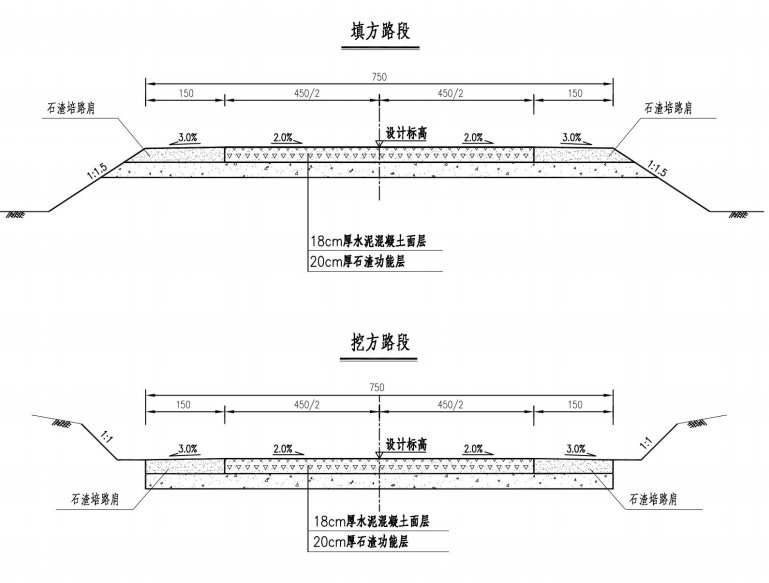 填方路段
750
150 450/2 450/2 150
石渣培路肩 石渣培路肩
设计标高
3.0% 2.0% 2.0% 3.0%
1:1.5 1:1.5
18cm厚水泥混凝土面层
20cm厚石渣功能层
挖方路段
750
150 450/2 450/2 150
设计标高
1:1 1:1
3.0% 2.0% 2.0% 3.0%
石渣培路肩 石渣培路肩
18cm厚水泥混凝土面层
20cm厚石渣功能层